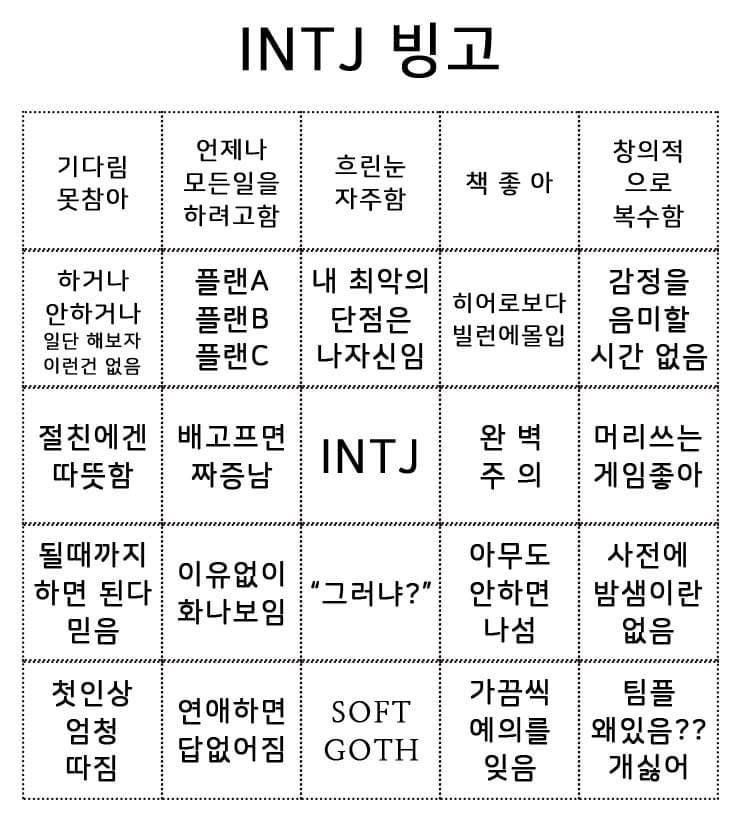 INTJ 빙고
기다림
못참아
언제나
모든일을
하려고함
흐린눈
자주함
책 좋 아
창의적
으로
복수함
하거나
안하거나
일단 해보자
이런건 없음
플랜A
플랜B
플랜C
내 최악의
단점은
나자신임
히어로보다
빌런에몰입
감정을
음미할
시간 없음
절친에겐
따뜻함
배고프면
짜증남
INTJ
완 벽
주 의
머리쓰는
게임좋아
될때까지
하면 된다
믿음
이유없이
화나보임
“그러냐?”
아무도
안하면
나섬
사전에
밤샘이란
없음
첫인상
엄청
따짐
연애하면
답없어짐
SOFT
GOTH
가끔씩
예의를
잊음
팀플
왜있음??
개싫어